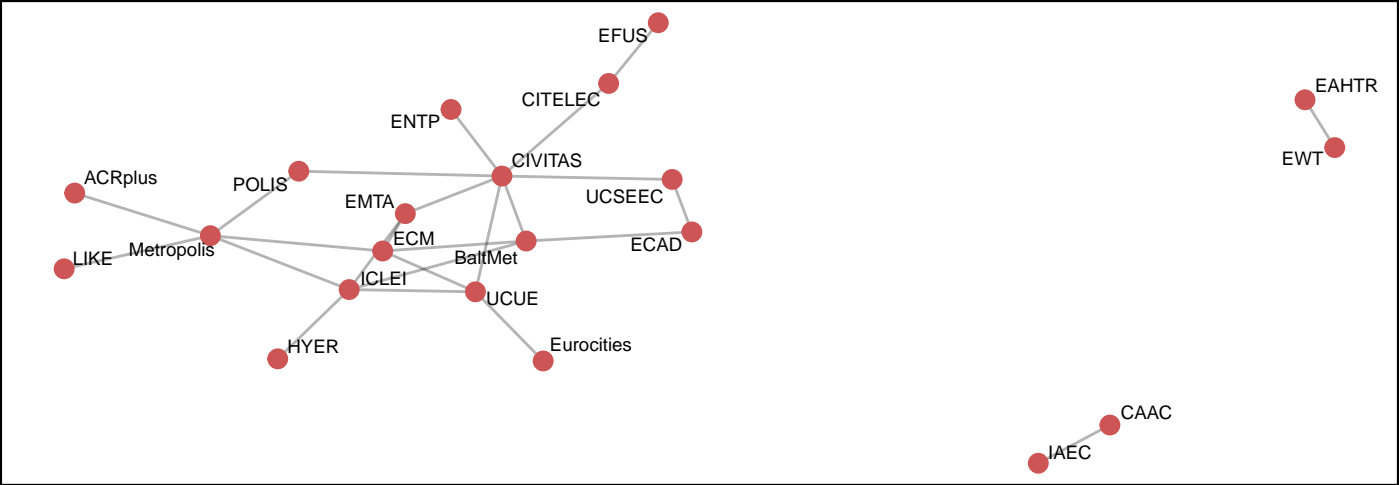 EFUS
EAHTR
CITELEC
ENTP
EWT
CIVITAS
ACRplus
POLIS
UCSEEC
EMTA
ECM
ECAD
Metropolis
LIKE
BaltMet
ICLEI
UCUE
HYER
Eurocities
CAAC
IAEC